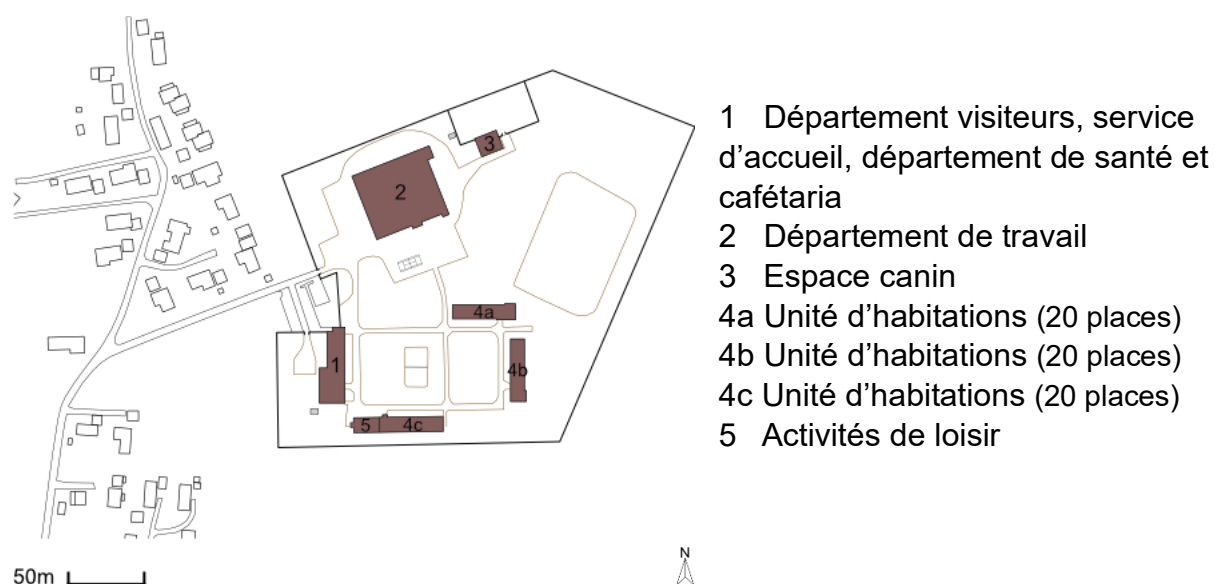 1 Département visiteurs, service
d’accueil, département de santé et
cafétaria
2 Département de travail
3 Espace canin
4a Unité d’habitations (20 places)
4b Unité d’habitations (20 places)
4c Unité d’habitations (20 places)
5 Activités de loisir
3
2
4a
1
4b
5
4c
N
50m